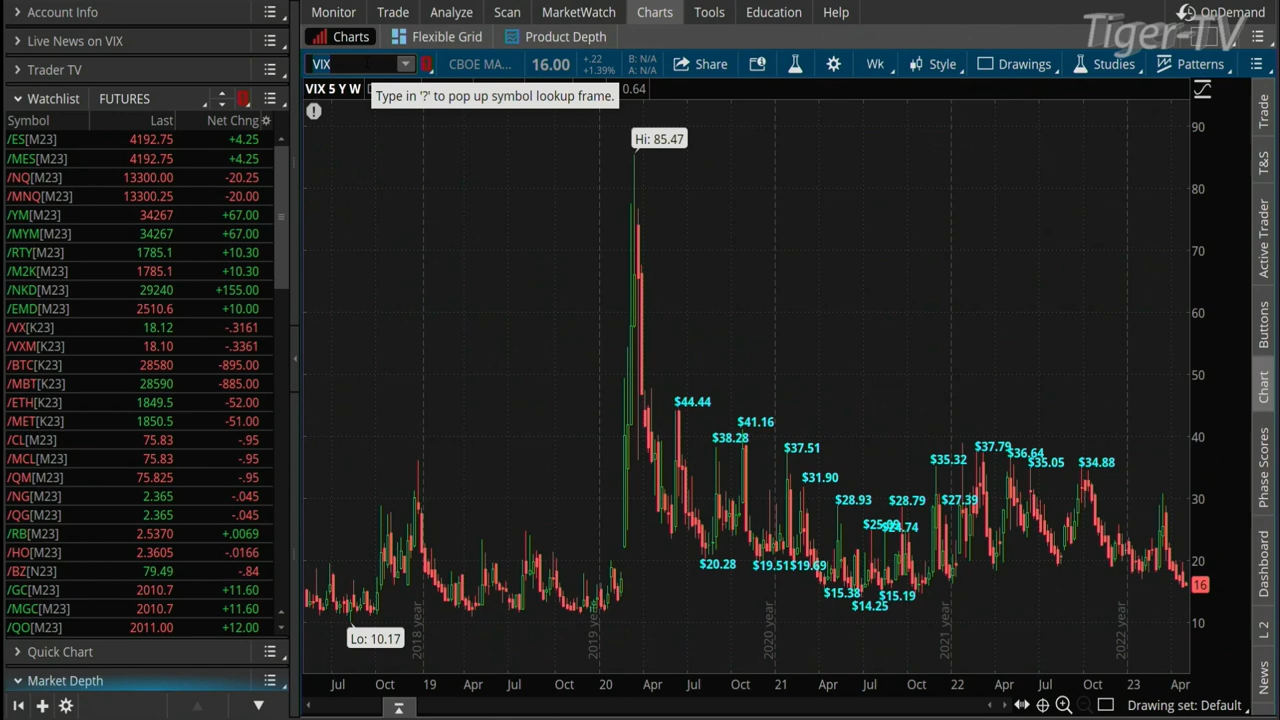 Account Info
Live News on VIX
Trader TV
Watchlist FUTURES
Symbol Last Net Chng
/ES[M23] 4192.75 +4.25
/MES[M23] 4192.75 +4.25
/NQ[M23] 13300.00 -20.25
/MNQ[M23] 13300.25 -20.00
/YM[M23] 34267 +67.00
/MYM[M23] 34267 +67.00
/RTY[M23] 1785.1 +10.30
/M2K[M23] 1785.1 +10.30
/NKD[M23] 29240 +155.00
/EMD[M23] 2510.6 +10.00
/VX[K23] 18.12 -.3161
/VXM[K23] 18.10 -.3361
/BTC[K23] 28580 -895.00
/MBT[K23] 28590 -885.00
/ETH[K23] 1849.5 -52.00
/MET[K23] 1850.5 -51.00
/CL[M23] 75.83 -.95
/MCL[M23] 75.83 -.95
/QM[M23] 75.825 -.95
/NG[M23] 2.365 -.045
/QG[M23] 2.365 -.045
/RB[M23] 2.5370 +.0069
/HO[M23] 2.3605 -.0166
/BZ[N23] 79.49 -.84
/GC[M23] 2010.7 +11.60
/MGC[M23] 2010.7 +11.60
/QO[M23] 2011.00 +12.00
Quick Chart
Market Depth
Monitor Trade Analyze Scan MarketWatch Charts Tools Education Help OnDemand
Tiger-TV
Charts Flexible Grid Product Depth
VIX CBOE MA... 16.00 +.22 +1.39% B: N/A A: N/A Share Wk Style Drawings Studies Patterns
VIX 5 Y W 0.64
Type in '?' to pop up symbol lookup frame.
Hi: 85.47
$44.44
$41.16
$38.28
$37.51
$37.79
$36.64
$35.32
$35.05
$34.88
$31.90
$28.93
$28.79
$27.39
$24.74
$20.28
$19.51
$19.69
$15.38
$15.19
$14.25
Lo: 10.17
90
80
70
60
50
40
30
20
16
10
2018 year
2019 year
2020 year
2021 year
2022 year
Jul Oct 19 Apr Jul Oct 20 Apr Jul Oct 21 Apr Jul Oct 22 Apr Jul Oct 23 Apr
Drawing set: Default
Trade
T&S
Active Trader
Buttons
Chart
Phase Scores
Dashboard
L 2
News